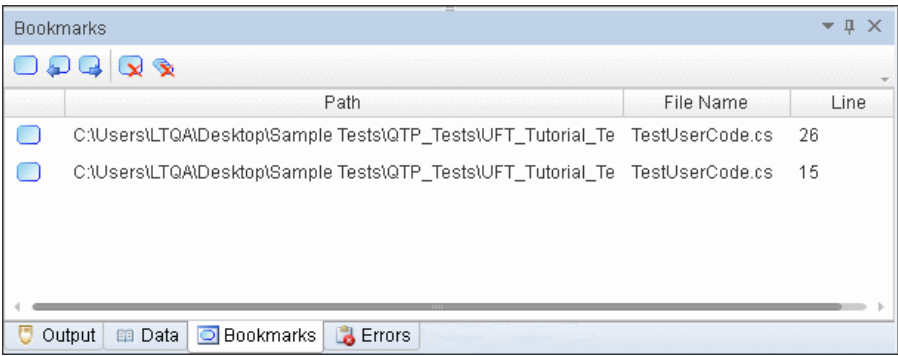 Bookmarks
Path File Name Line
C:\Users\LTQA\Desktop\Sample Tests\QTP_Tests\UFT_Tutorial_Te TestUserCode.cs 26
C:\Users\LTQA\Desktop\Sample Tests\QTP_Tests\UFT_Tutorial_Te TestUserCode.cs 15
Output Data Bookmarks Errors